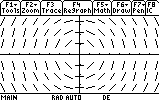 F1▾ F2▾ F3 F4 F5▾ F6▾ F7▾ F8
Tools Zoom Trace ReGraph Math Draw Pen IC
MAIN RAD AUTO DE